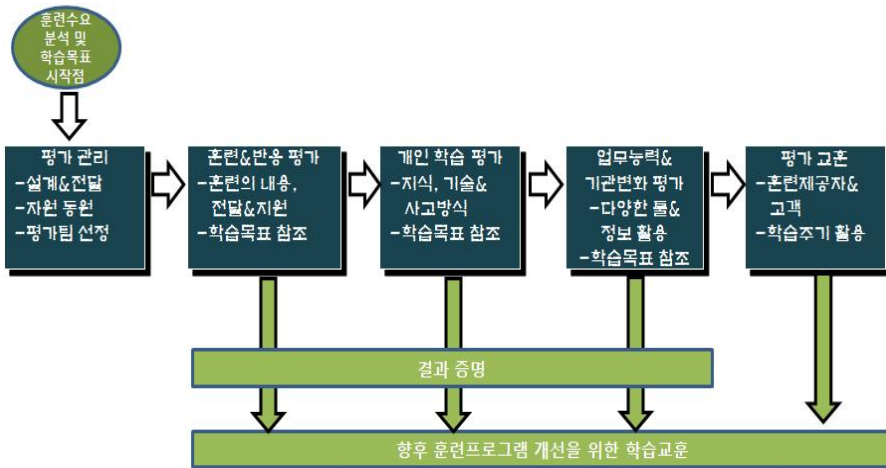 훈련수요
분석 및
학습목표
시작점
평가 관리
-설계&전달
-자원 동원
-평가팀 선정
훈련&반응 평가
-훈련의 내용,
전달&지원
-학습목표 참조
개인 학습 평가
-지식, 기술&
사고방식
-학습목표 참조
업무능력&
기관변화 평가
-다양한 툴&
정보 활용
-학습목표 참조
평가 교훈
-훈련제공자&
고객
-학습주기 활용
결과 증명
향후 훈련프로그램 개선을 위한 학습교훈